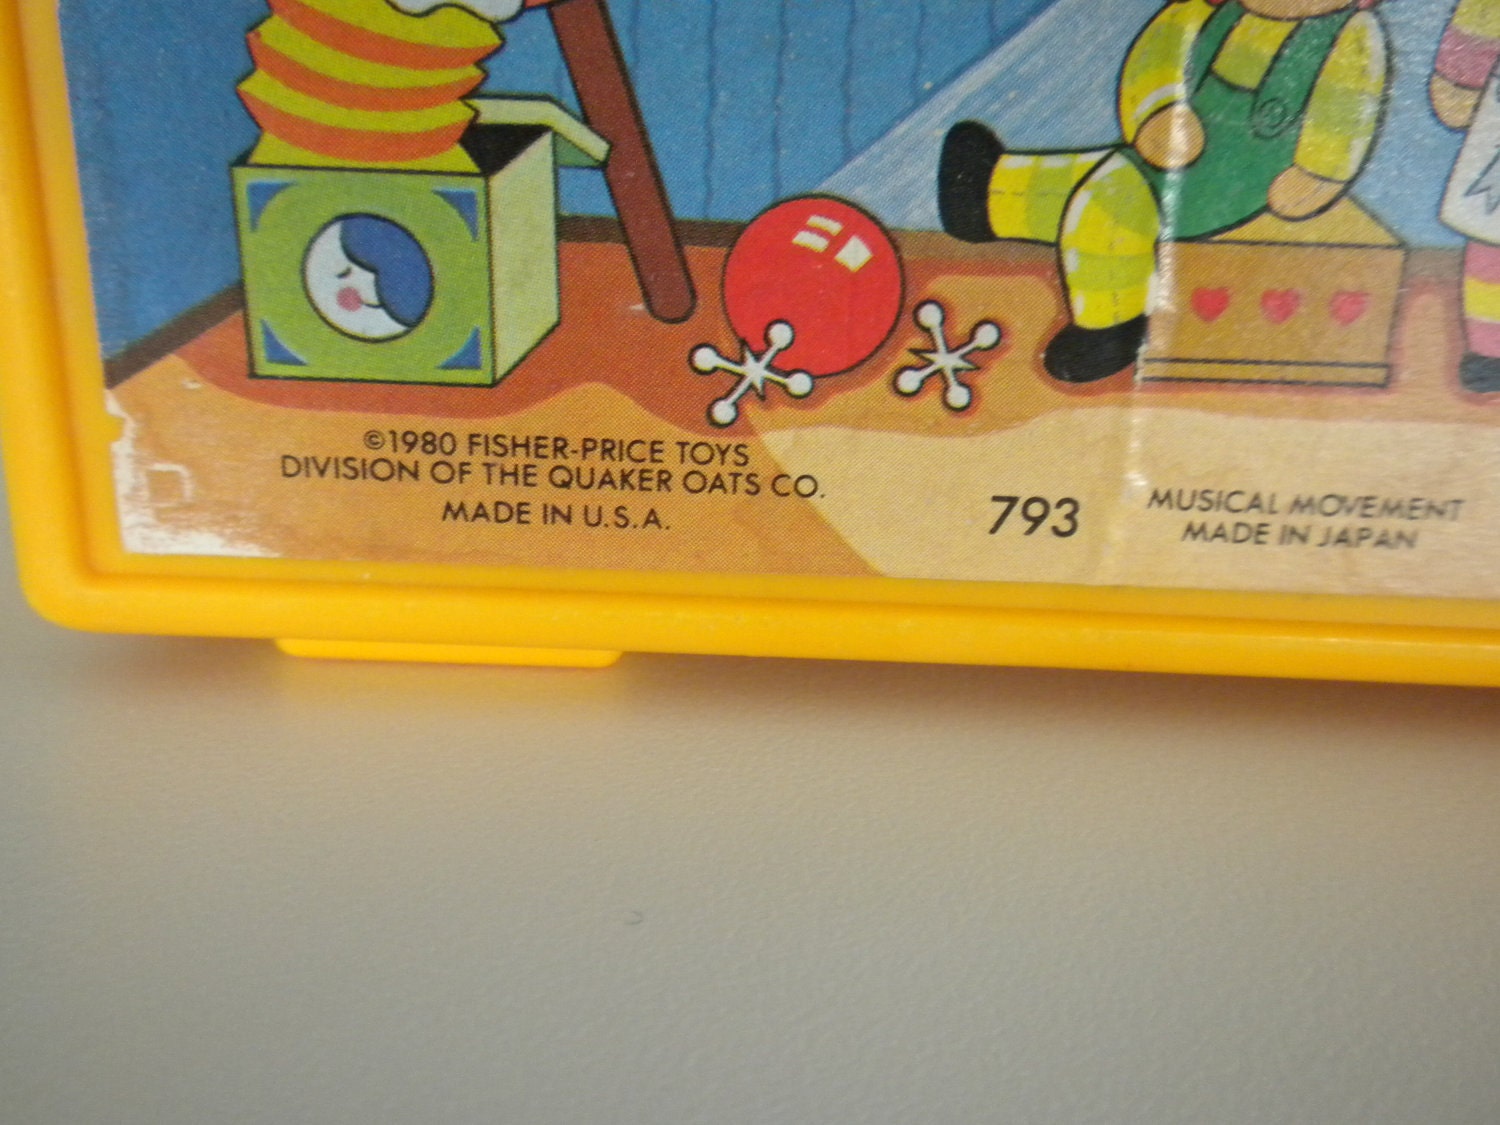 ©1980 FISHER-PRICE TOYS
DIVISION OF THE QUAKER OATS CO.
MADE IN U.S.A.
793
MUSICAL MOVEMENT
MADE IN JAPAN